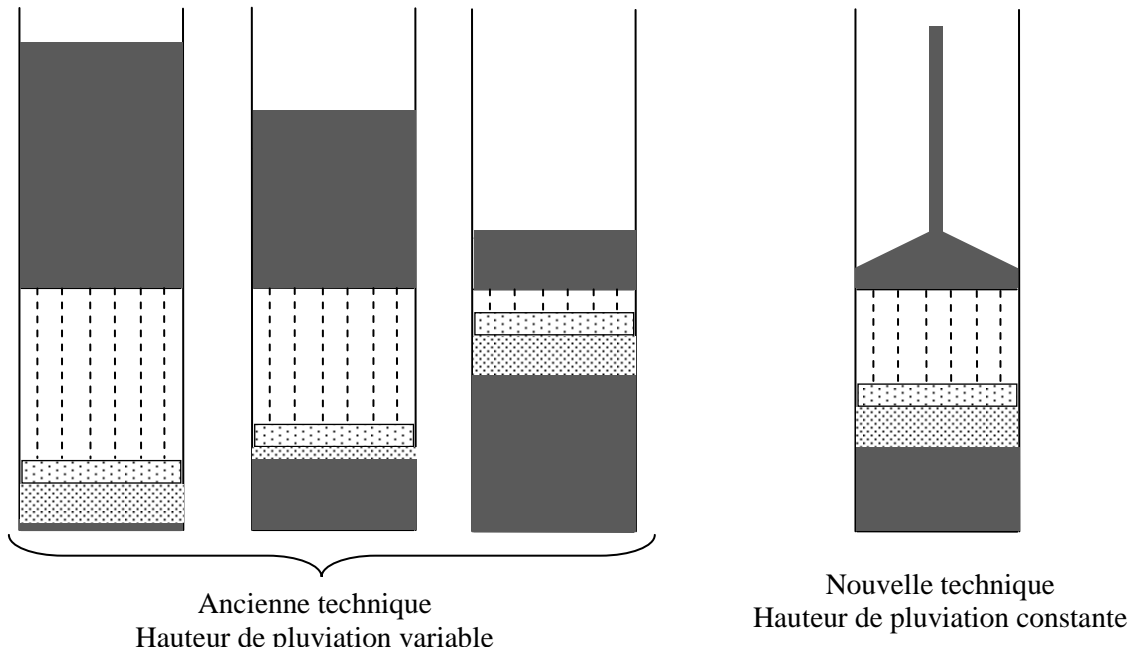 Ancienne technique
Hauteur de pluviation variable
Nouvelle technique
Hauteur de pluviation constante